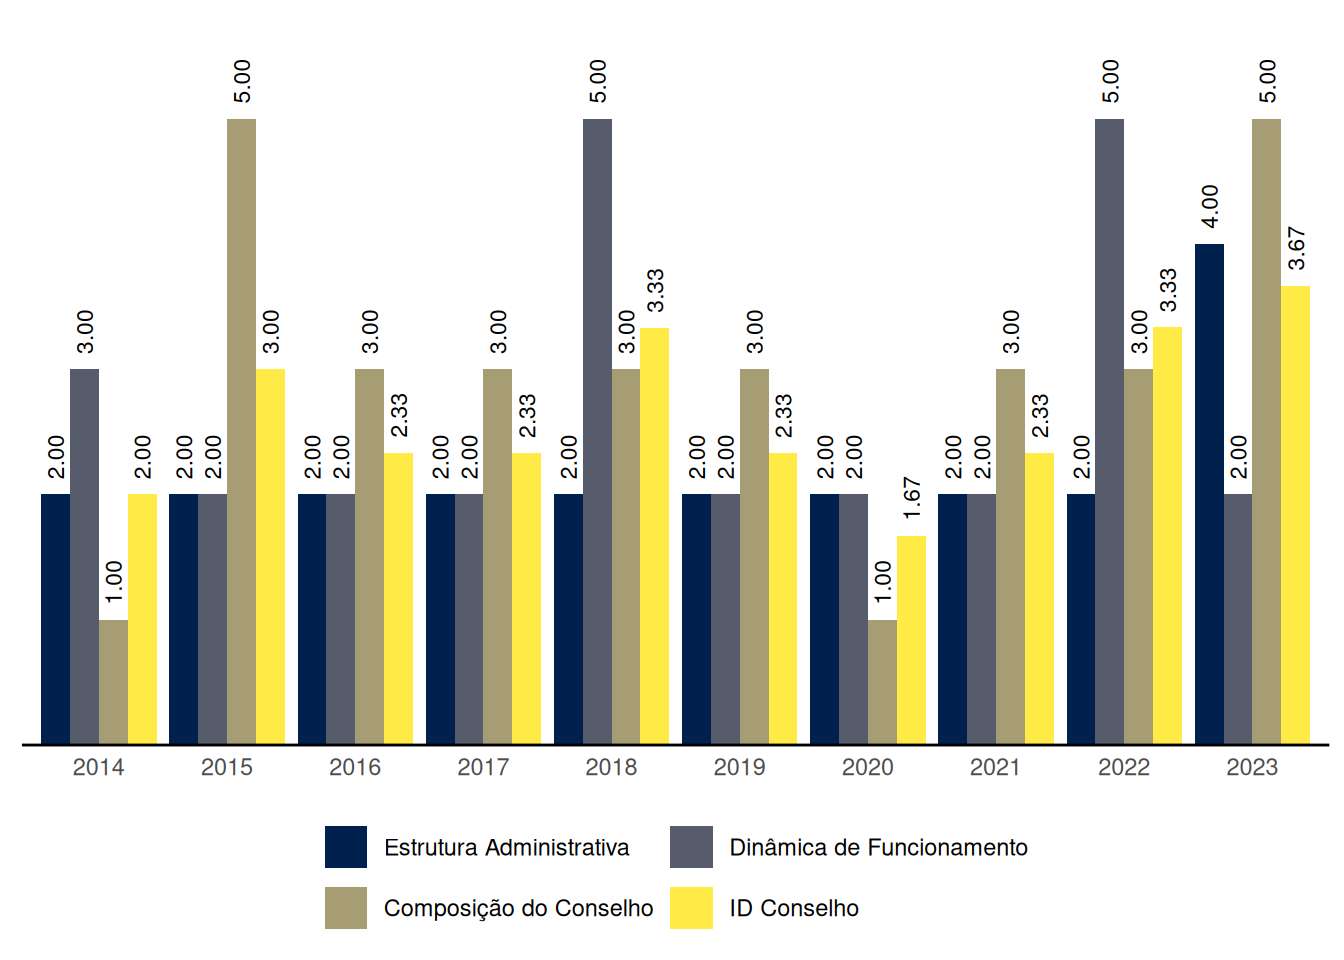 2.00 3.00 1.00 2.00
2.00 2.00 5.00 3.00
2.00 2.00 3.00 2.33
2.00 2.00 3.00 2.33
2.00 5.00 3.00 3.33
2.00 2.00 3.00 2.33
2.00 2.00 1.00 1.67
2.00 2.00 3.00 2.33
2.00 5.00 3.00 3.33
4.00 2.00 5.00 3.67
2014 2015 2016 2017 2018 2019 2020 2021 2022 2023
Estrutura Administrativa Dinâmica de Funcionamento
Composição do Conselho ID Conselho